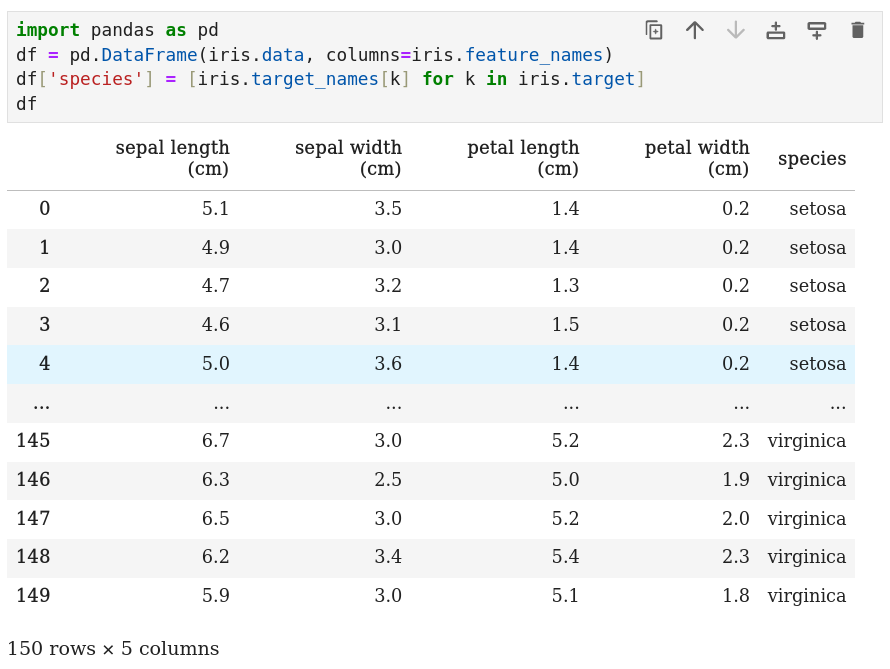 import pandas as pd
df = pd.DataFrame(iris.data, columns=iris.feature_names)
df['species'] = [iris.target_names[k] for k in iris.target]
df
sepal length (cm) sepal width (cm) petal length (cm) petal width (cm) species
0 5.1 3.5 1.4 0.2 setosa
1 4.9 3.0 1.4 0.2 setosa
2 4.7 3.2 1.3 0.2 setosa
3 4.6 3.1 1.5 0.2 setosa
4 5.0 3.6 1.4 0.2 setosa
... ... ... ... ... ...
145 6.7 3.0 5.2 2.3 virginica
146 6.3 2.5 5.0 1.9 virginica
147 6.5 3.0 5.2 2.0 virginica
148 6.2 3.4 5.4 2.3 virginica
149 5.9 3.0 5.1 1.8 virginica
150 rows × 5 columns